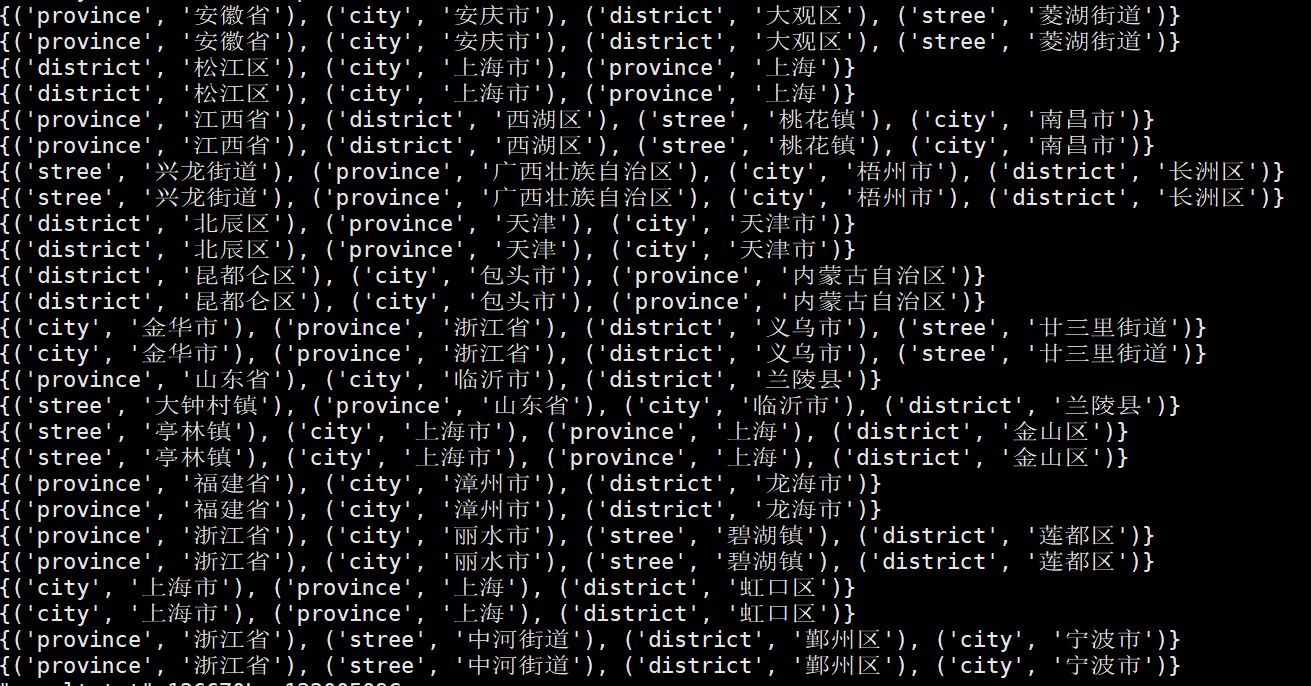 {('province', '安徽省'), ('city', '安庆市'), ('district', '大观区'), ('stree', '菱湖街道')}
{('province', '安徽省'), ('city', '安庆市'), ('district', '大观区'), ('stree', '菱湖街道')}
{('district', '松江区'), ('city', '上海市'), ('province', '上海')}
{('district', '松江区'), ('city', '上海市'), ('province', '上海')}
{('province', '江西省'), ('district', '西湖区'), ('stree', '桃花镇'), ('city', '南昌市')}
{('province', '江西省'), ('district', '西湖区'), ('stree', '桃花镇'), ('city', '南昌市')}
{('stree', '兴龙街道'), ('province', '广西壮族自治区'), ('city', '梧州市'), ('district', '长洲区')}
{('stree', '兴龙街道'), ('province', '广西壮族自治区'), ('city', '梧州市'), ('district', '长洲区')}
{('district', '北辰区'), ('province', '天津'), ('city', '天津市')}
{('district', '北辰区'), ('province', '天津'), ('city', '天津市')}
{('district', '昆都仑区'), ('city', '包头市'), ('province', '内蒙古自治区')}
{('district', '昆都仑区'), ('city', '包头市'), ('province', '内蒙古自治区')}
{('city', '金华市'), ('province', '浙江省'), ('district', '义乌市'), ('stree', '廿三里街道')}
{('city', '金华市'), ('province', '浙江省'), ('district', '义乌市'), ('stree', '廿三里街道')}
{('province', '山东省'), ('city', '临沂市'), ('district', '兰陵县')}
{('stree', '大钟村镇'), ('province', '山东省'), ('city', '临沂市'), ('district', '兰陵县')}
{('stree', '亭林镇'), ('city', '上海市'), ('province', '上海'), ('district', '金山区')}
{('stree', '亭林镇'), ('city', '上海市'), ('province', '上海'), ('district', '金山区')}
{('province', '福建省'), ('city', '漳州市'), ('district', '龙海市')}
{('province', '福建省'), ('city', '漳州市'), ('district', '龙海市')}
{('province', '浙江省'), ('city', '丽水市'), ('stree', '碧湖镇'), ('district', '莲都区')}
{('province', '浙江省'), ('city', '丽水市'), ('stree', '碧湖镇'), ('district', '莲都区')}
{('city', '上海市'), ('province', '上海'), ('district', '虹口区')}
{('city', '上海市'), ('province', '上海'), ('district', '虹口区')}
{('province', '浙江省'), ('stree', '中河街道'), ('district', '鄞州区'), ('city', '宁波市')}
{('province', '浙江省'), ('stree', '中河街道'), ('district', '鄞州区'), ('city', '宁波市')}